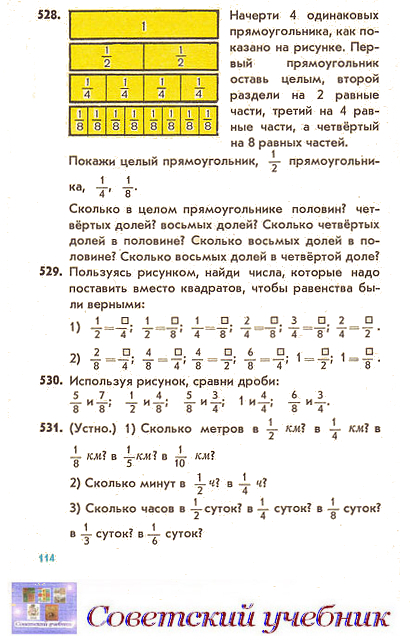 528.
1
1/2 1/2
1/4 1/4 1/4 1/4
1/8 1/8 1/8 1/8 1/8 1/8 1/8 1/8
Начерти 4 одинаковых
прямоугольника, как по-
казано на рисунке. Пер-
вый прямоугольник
оставь целым, второй
раздели на 2 равные
части, третий на 4 рав-
ные части, а четвёртый
на 8 равных частей.
Покажи целый прямоугольник, 1/2 прямоугольни-
ка, 1/4, 1/8.
Сколько в целом прямоугольнике половин? чет-
вёртых долей? восьмых долей? Сколько четвёртых
долей в половине? Сколько восьмых долей в по-
ловине? Сколько восьмых долей в четвёртой доле?
529. Пользуясь рисунком, найди числа, которые надо
поставить вместо квадратов, чтобы равенства бы-
ли верными:
1) 1/2=□/4; 1/2=□/8; 1/4=□/8; 2/4=□/8; 3/4=□/8; 2/4=□/2.
2) 2/8=□/4; 4/8=□/4; 4/8=□/2; 6/8=□/4; 1=□/2; 1=□/8.
530. Используя рисунок, сравни дроби:
5/8 и 7/8; 1/2 и 4/8; 5/8 и 3/4; 1 и 4/4; 6/8 и 3/4.
531. (Устно.) 1) Сколько метров в 1/2 км? в 1/4 км? в
1/8 км? в 1/5 км? в 1/10 км?
2) Сколько минут в 1/2 ч? в 1/4 ч?
3) Сколько часов в 1/2 суток? в 1/4 суток? в 1/8 суток?
в 1/3 суток? в 1/6 суток?
114
Советский учебник